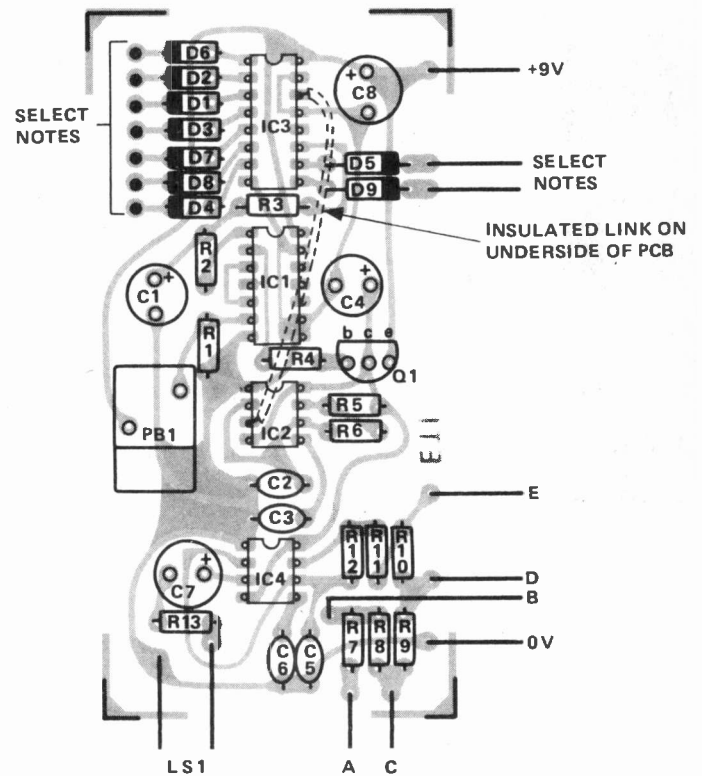 D6
D2
D1
D3
D7
D8
D4
SELECT
NOTES
IC3
+
C8
+9V
D5
D9
SELECT
NOTES
R3
INSULATED LINK ON
UNDERSIDE OF PCB
R2
C1
+
IC1
+
C4
R1
R4
b c e
Q1
PB1
IC2
R5
R6
ETI
C2
C3
E
IC4
C7
+
R12
R11
R10
D
B
R13
C6
C5
R7
R8
R9
0V
LS1
A
C